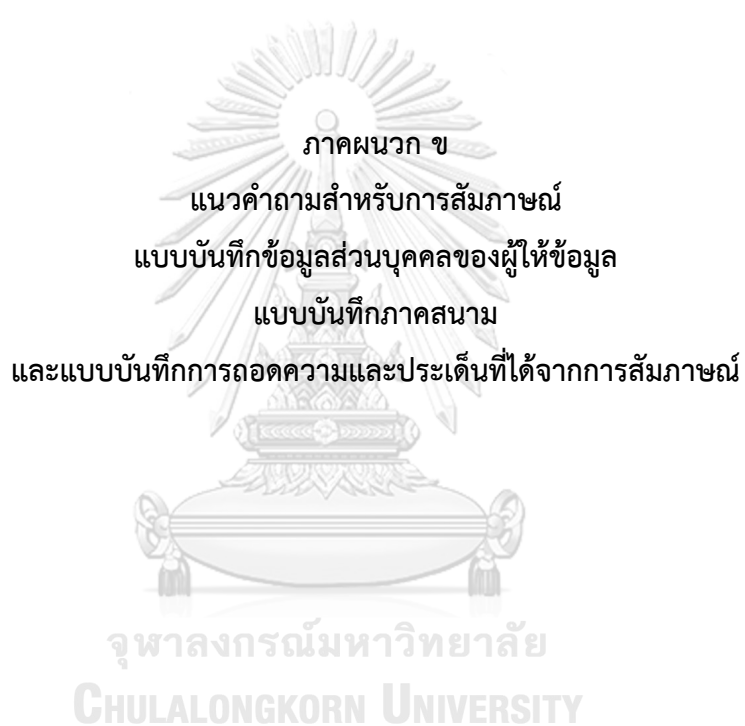 ภาคผนวก ข
แนวคำถามสำหรับการสัมภาษณ์
แบบบันทึกข้อมูลส่วนบุคคลของผู้ให้ข้อมูล
แบบบันทึกภาคสนาม
และแบบบันทึกการถอดความและประเด็นที่ได้จากการสัมภาษณ์
จุฬาลงกรณ์มหาวิทยาลัย
CHULALONGKORN UNIVERSITY